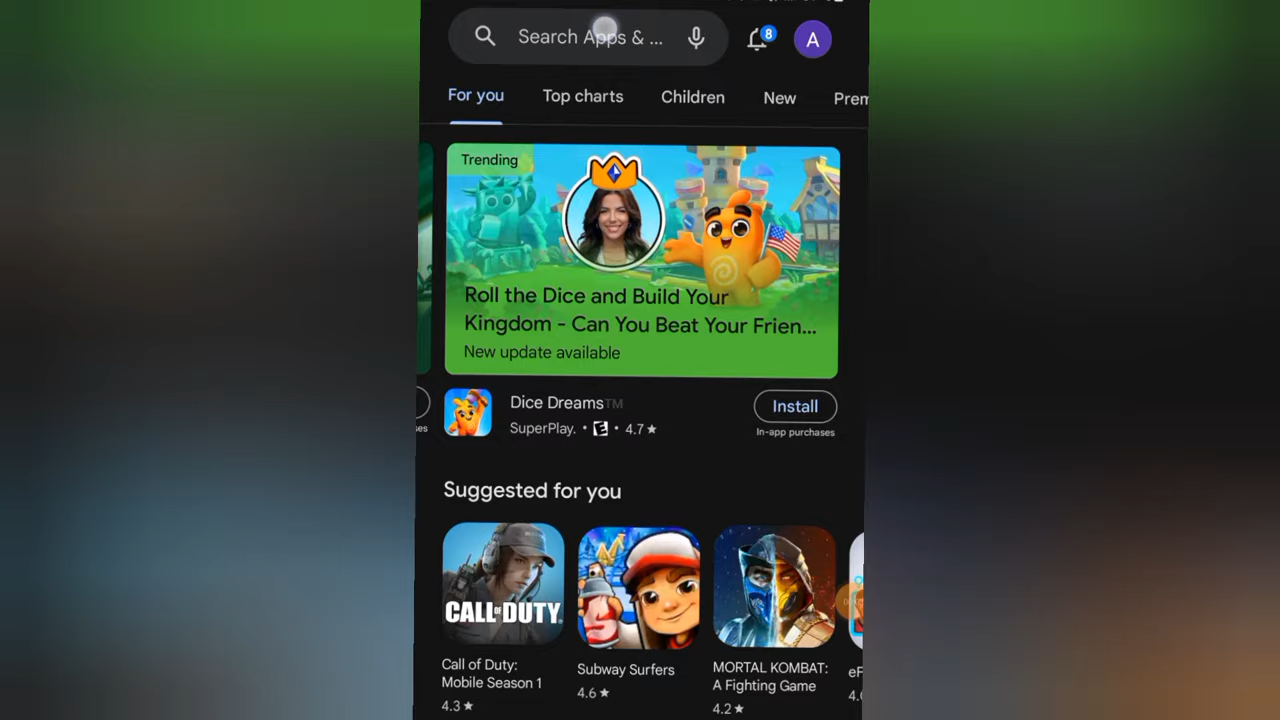 Search Apps & ...
8
A
For you
Top charts
Children
New
Prem
Trending
Roll the Dice and Build Your
Kingdom - Can You Beat Your Frien...
New update available
Dice Dreams™
Install
SuperPlay. • E • 4.7★
In-app purchases
es
Suggested for you
CALL OF DUTY
Call of Duty:
Mobile Season 1
4.3★
Subway Surfers
4.6★
MORTAL KOMBAT:
A Fighting Game
4.2★
eF